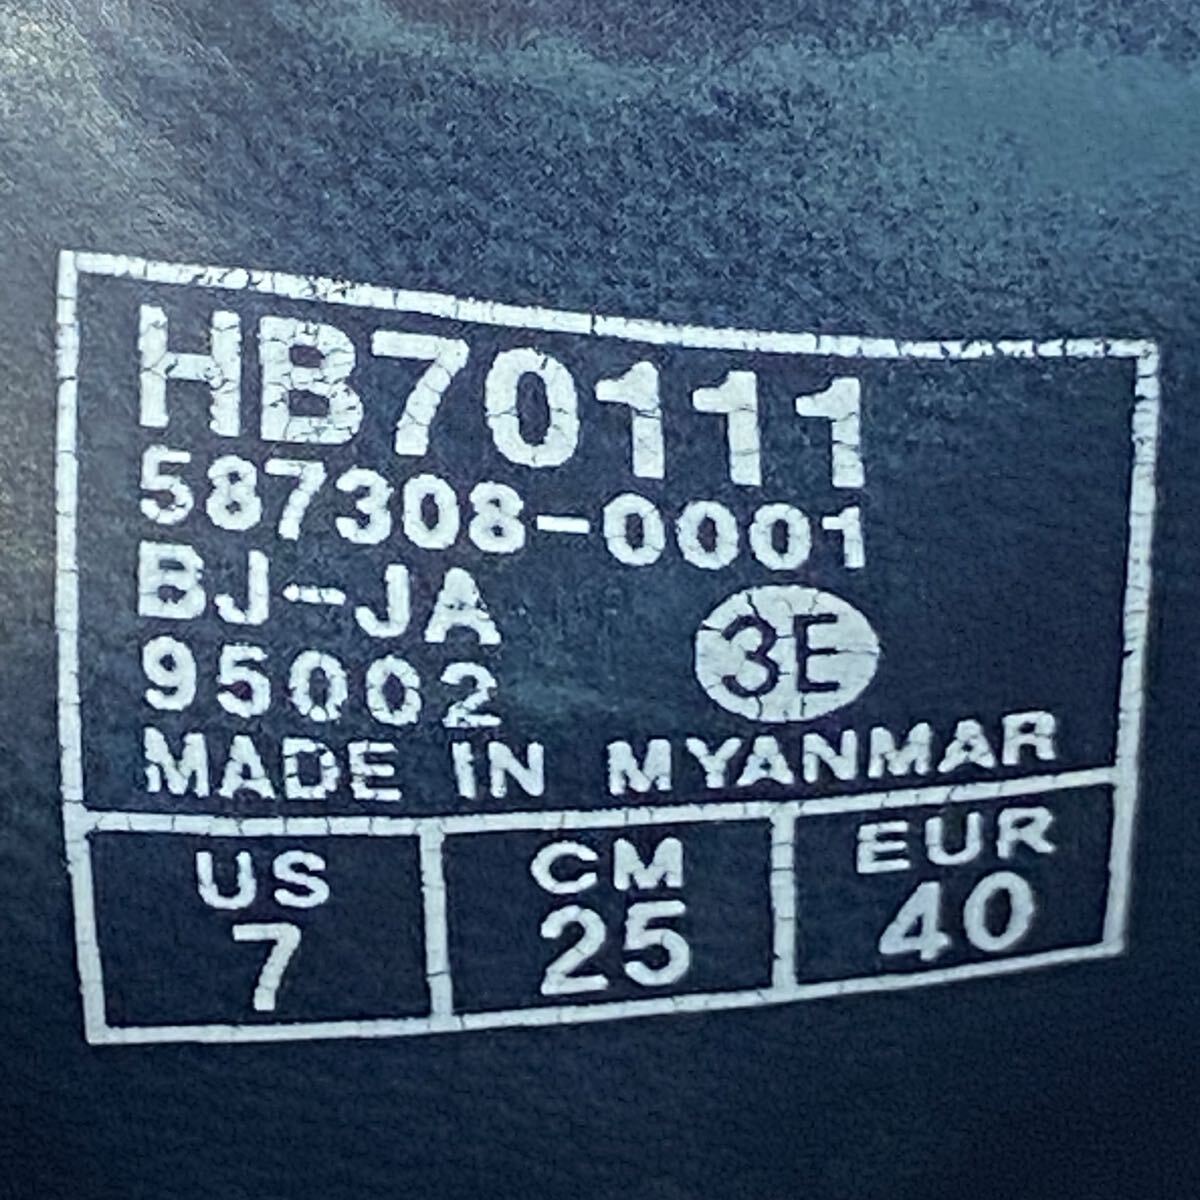 HB70111
587308-0001
BJ-JA
95002 3E
MADE IN MYANMAR
US CM EUR
7 25 40